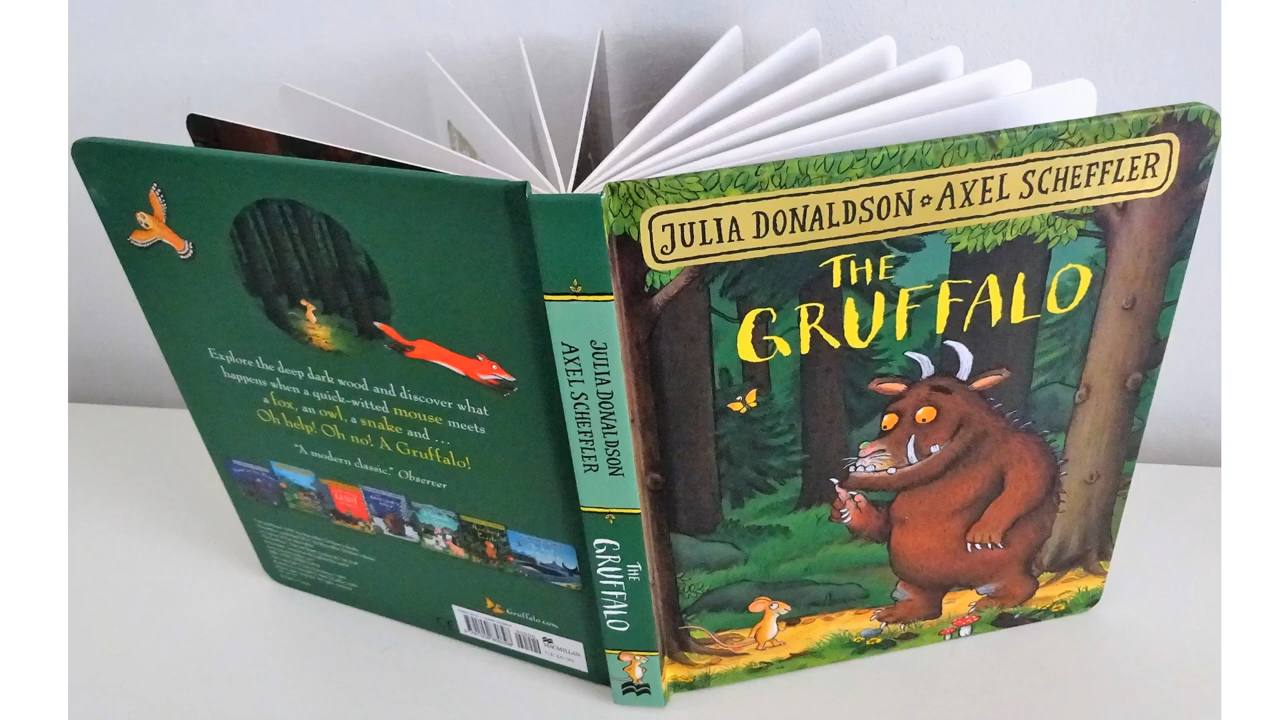 Explore the deep dark wood and discover what
happens when a quick-witted mouse meets
a fox, an owl, a snake and ...
Oh help! Oh no! A Gruffalo!
"A modern classic." Observer
Gruffalo.com
MACMILLAN
JULIA DONALDSON
AXEL SCHEFFLER
THE
GRUFFALO
JULIA DONALDSON * AXEL SCHEFFLER
THE
GRUFFALO